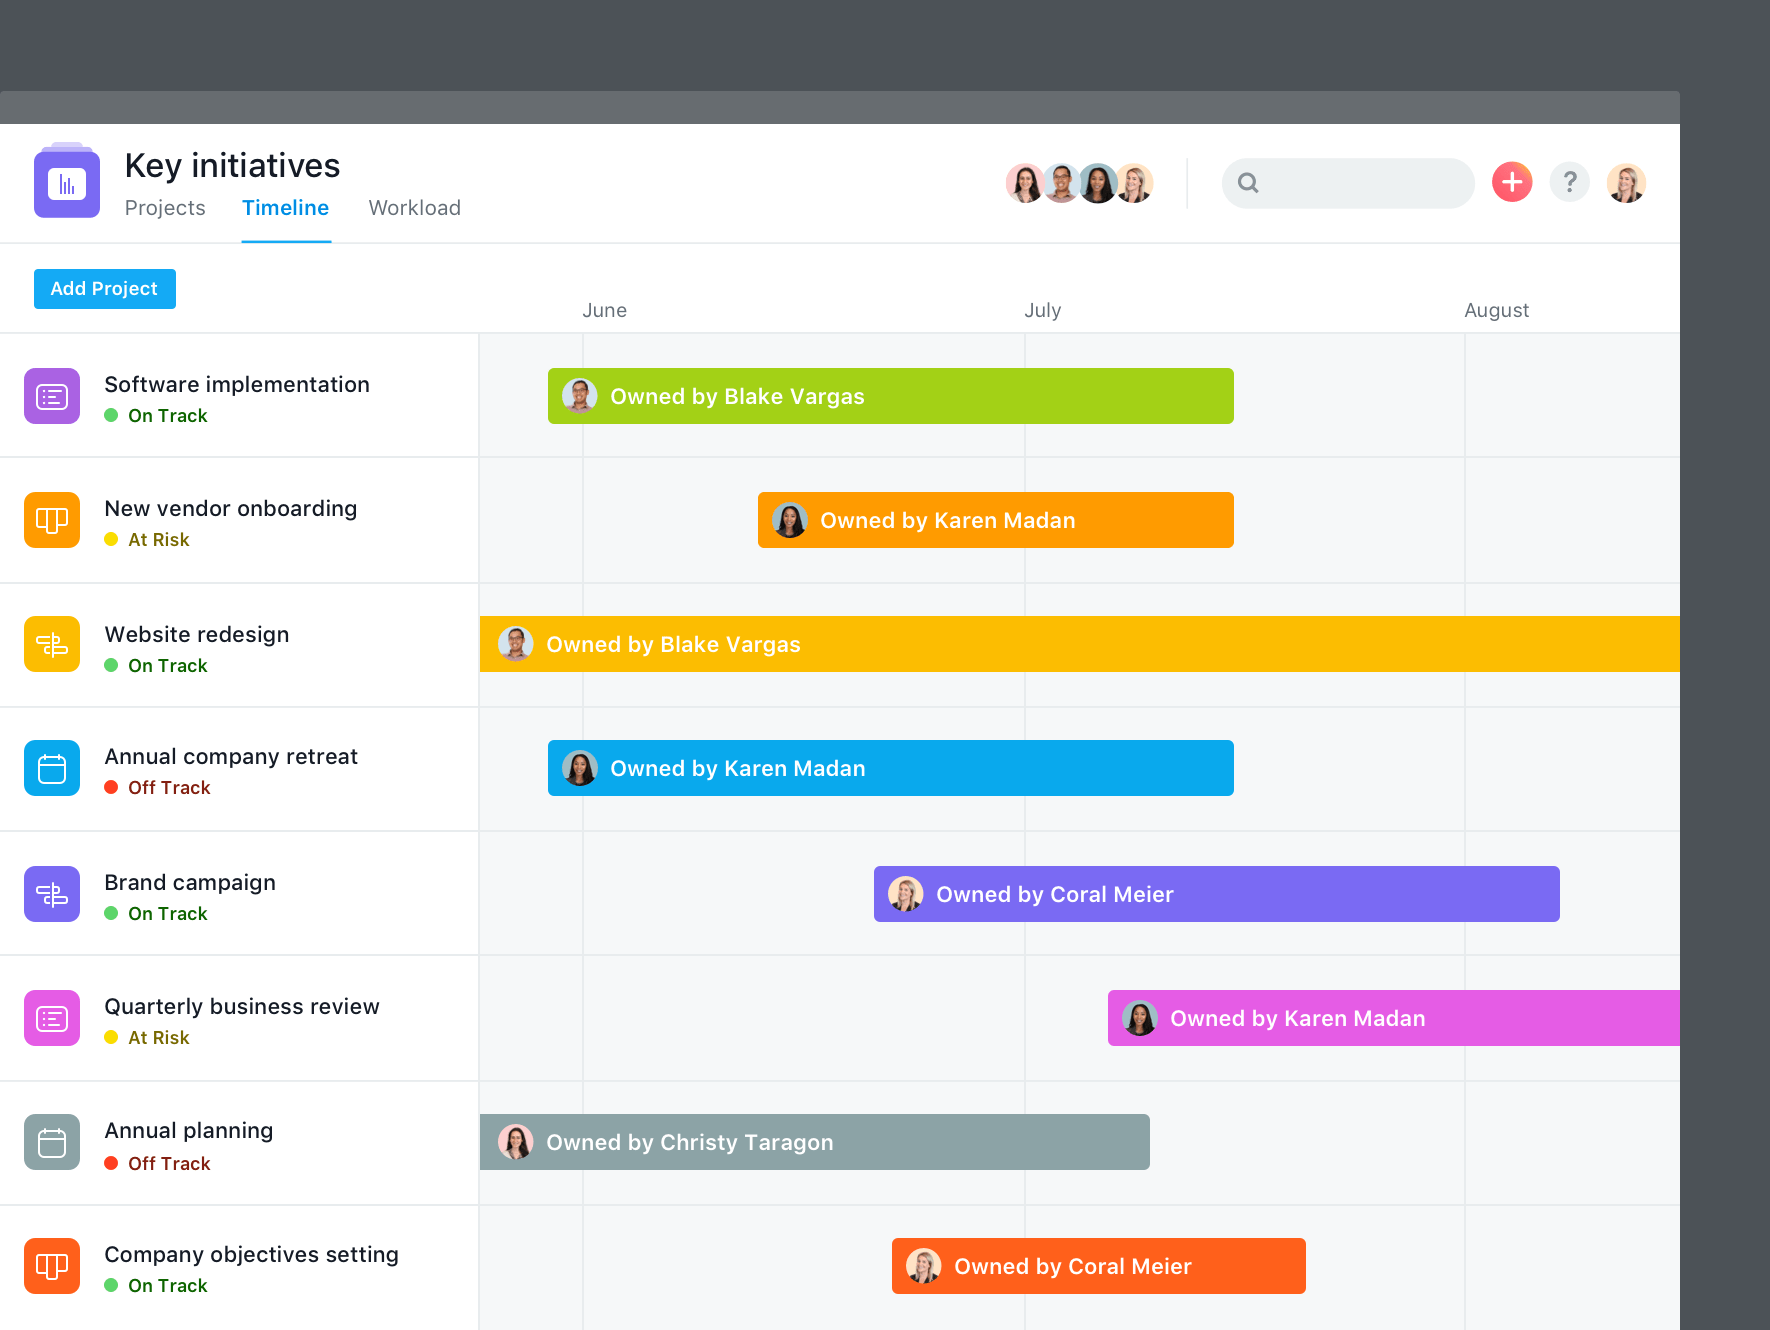 Key initiatives
Projects Timeline Workload
?
Add Project
June July August
Software implementation
On Track
Owned by Blake Vargas
New vendor onboarding
At Risk
Owned by Karen Madan
Website redesign
On Track
Owned by Blake Vargas
Annual company retreat
Off Track
Owned by Karen Madan
Brand campaign
On Track
Owned by Coral Meier
Quarterly business review
At Risk
Owned by Karen Madan
Annual planning
Off Track
Owned by Christy Taragon
Company objectives setting
On Track
Owned by Coral Meier